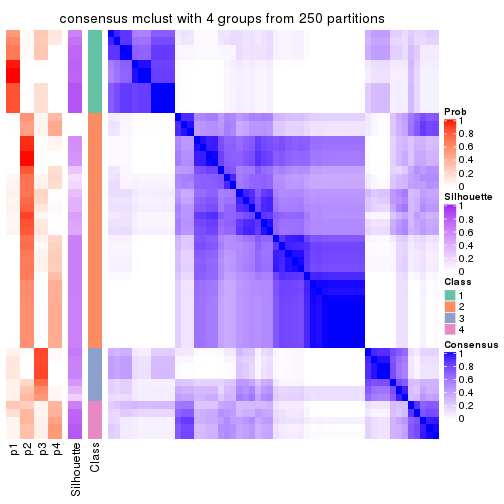 consensus mclust with 4 groups from 250 partitions
Prob
1
0.8
0.6
0.4
0.2
0
Silhouette
1
0.8
0.6
0.4
0.2
0
Class
1
2
3
4
Consensus
1
0.8
0.6
0.4
0.2
0
p1
p2
p3
p4
Silhouette
Class